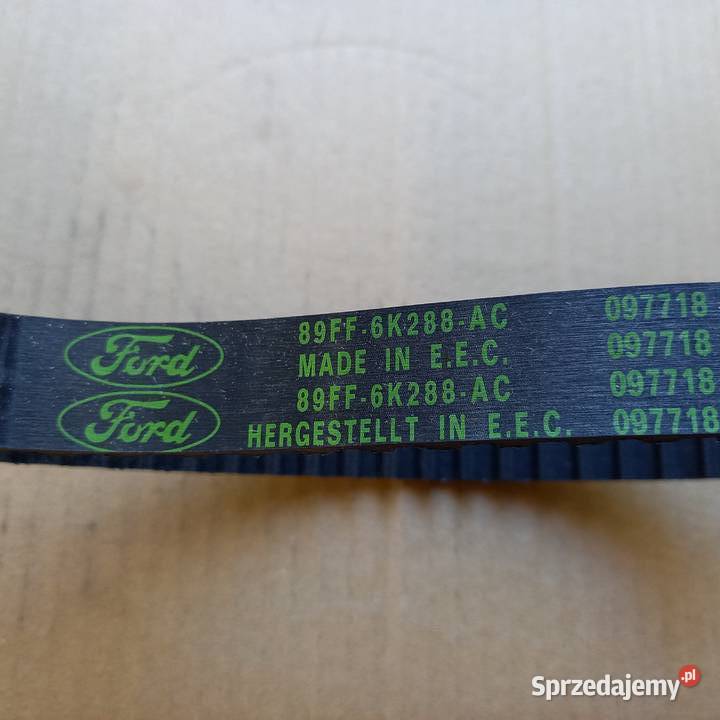 Ford 89FF-6K288-AC 097718
MADE IN E.E.C. 097718
89FF-6K288-AC 097718
Ford HERGESTELLT IN E.E.C. 097718
Sprzedajemy.pl